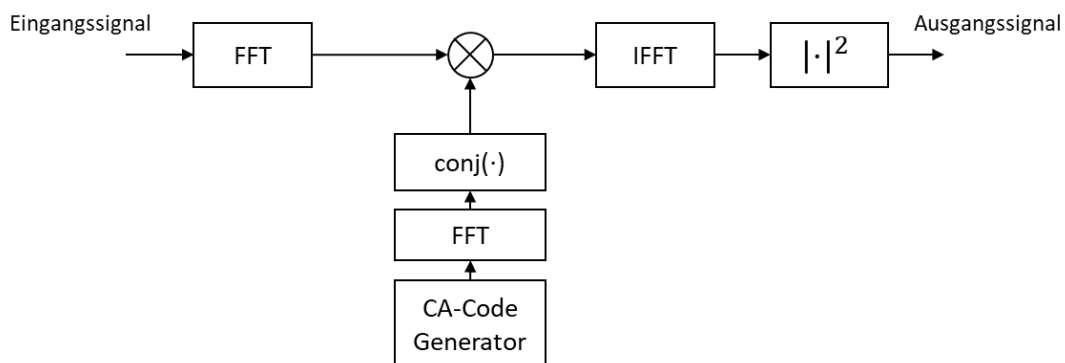 Eingangssignal
Ausgangssignal
FFT
IFFT
|·|²
conj(·)
FFT
CA-Code
Generator